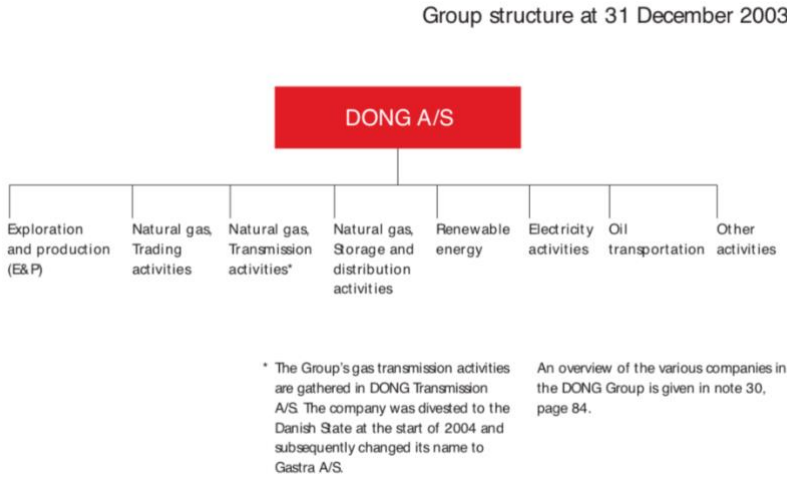 Group structure at 31 December 2003
DONG A/S
Exploration
and production
(E&P)
Natural gas,
Trading
activities
Natural gas,
Transmission
activities*
Natural gas,
Storage and
distribution
activities
Renewable
energy
Electricity
activities
Oil
transportation
Other
activities
* The Group's gas transmission activities
are gathered in DONG Transmission
A/S. The company was divested to the
Danish State at the start of 2004 and
subsequently changed its name to
Gastra A/S.
An overview of the various companies in
the DONG Group is given in note 30,
page 84.